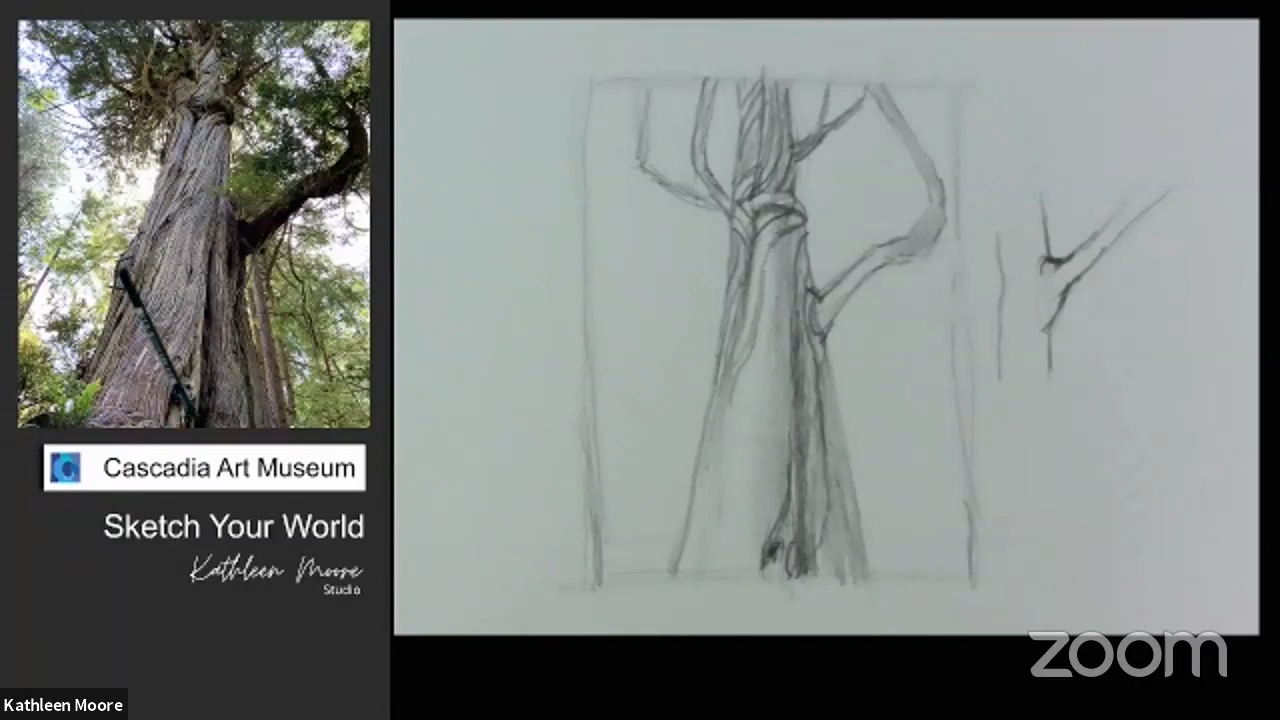 Cascadia Art Museum
Sketch Your World
Kathleen Moore
Studio
Kathleen Moore
zoom